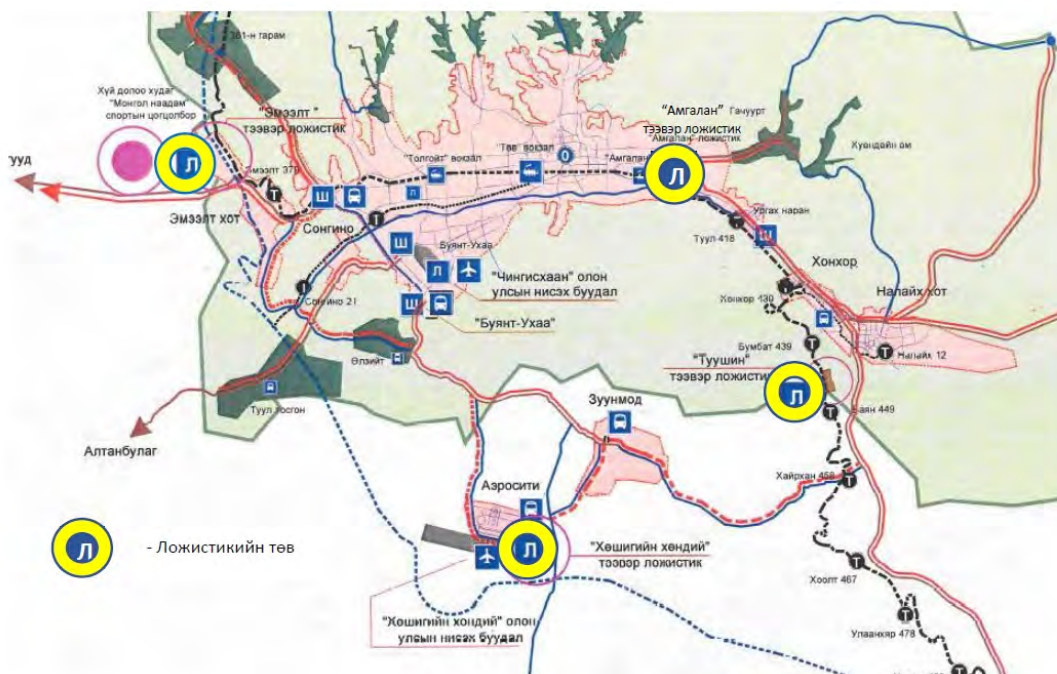 361-н гарам
Хүй долоо худаг
"Монгол наадам"
спортын цогцолбор
"Эмээлт"
тээвэр ложистик
ууд
Л
Эмээлт 379
Эмээлт хот
Ш
Сонгино
Т
"Толгойт" вокзал
Төв вокзал
0
Л
"Амгалан"
тээвэр ложистик
"Амгалан" ложистик
"Амгалан
Л
Гачуурт
Хуандайн ам
Ургах наран
Ш
Туул 418
Хонхор
Налайх хот
Хонхор 430
Налайх 12
Бумбат 439
Буянт-Ухаа
Ш
Л
"Чингисхаан" олон
улсын нисэх буудал
Ш
"Буянт-Ухаа"
Сонгино 21
Өлзийт
Туул тосгон
Алтанбулаг
"Туушин"
тээвэр ложистик
Л
Баян 449
Зуунмод
Хайрхан 458
Аэросити
Л
"Хөшигийн хөндий"
тээвэр ложистик
"Хөшигийн хондий" олон
улсын нисэх буудал
Хоолт 467
Улаанхяр 478
Л
- Ложистикийн төв